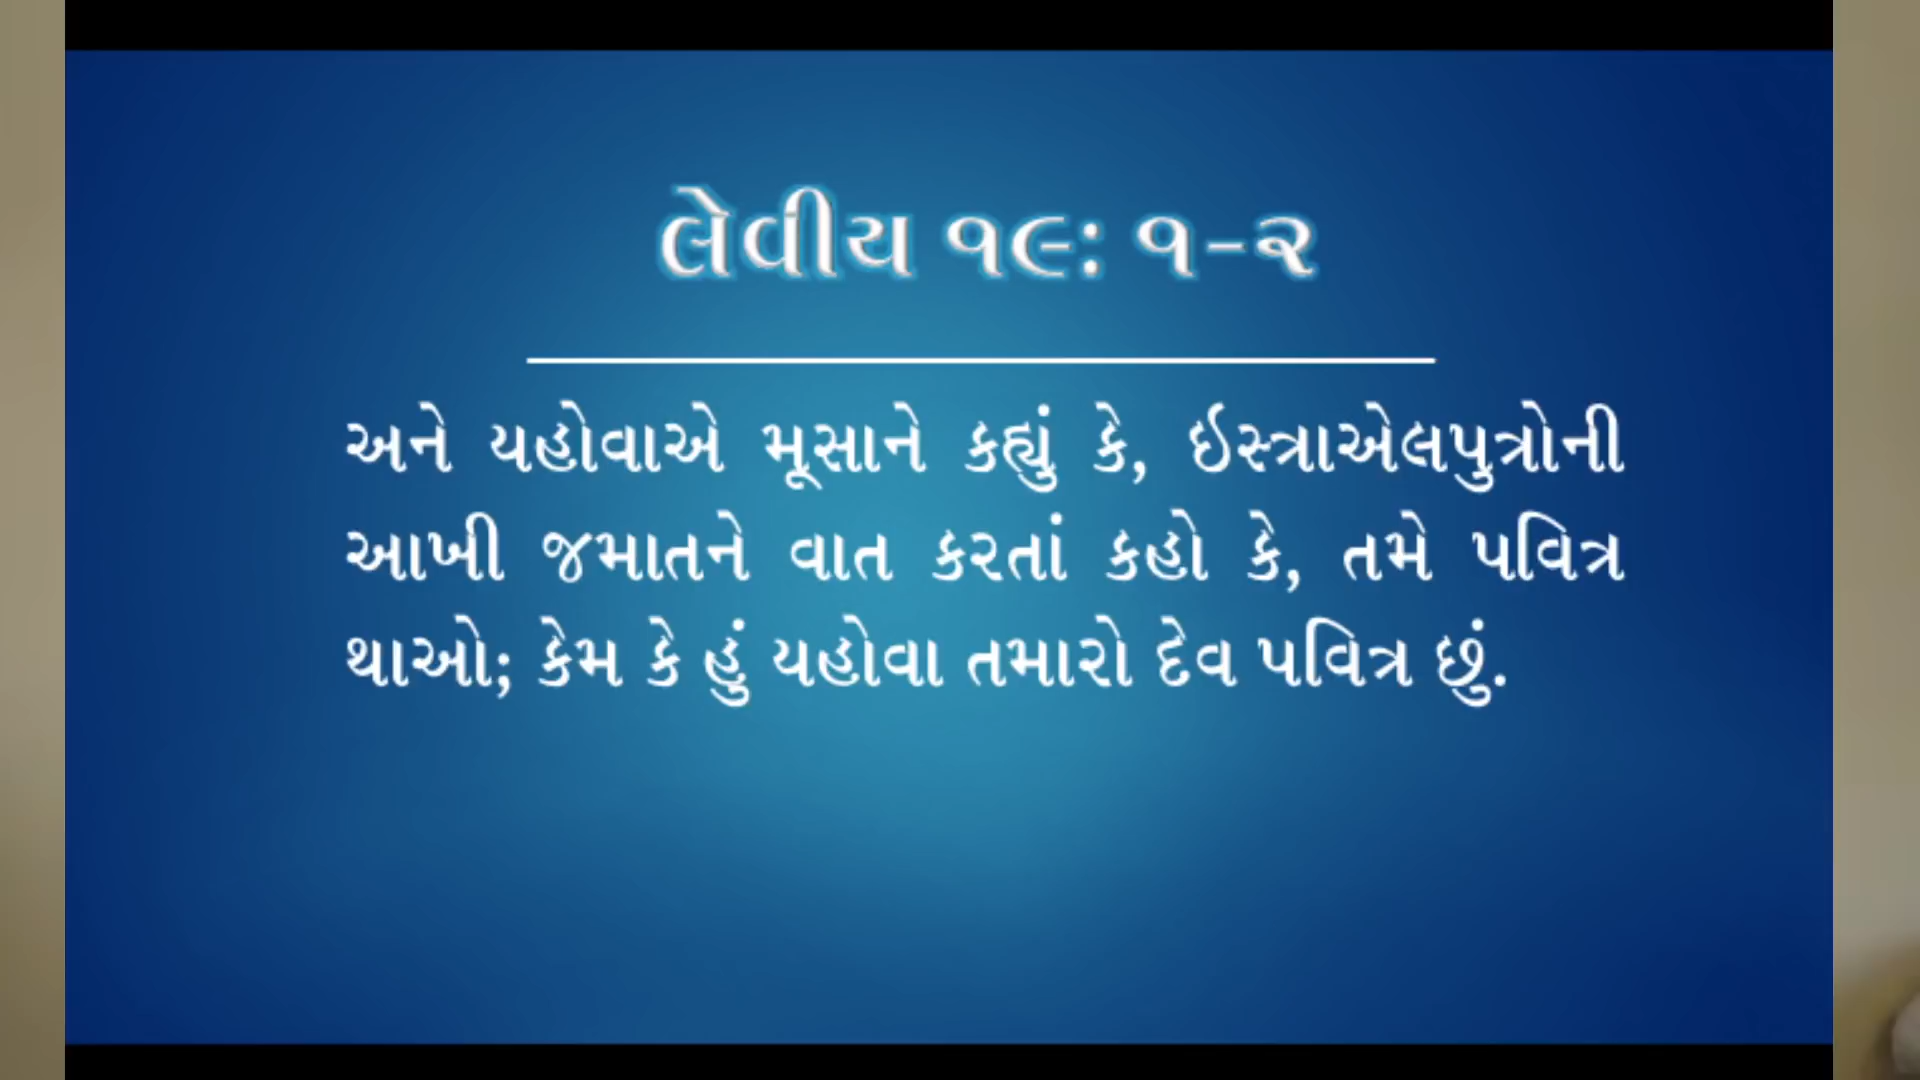 લેવીય ૧૯: ૧-૨
અને યહોવાએ મૂસાને કહ્યું કે, ઈસ્ત્રાએલપુત્રોની
આખી જમાતને વાત કરતાં કહો કે, તમે પવિત્ર
થાઓ; કેમ કે હું યહોવા તમારો દેવ પવિત્ર છું.